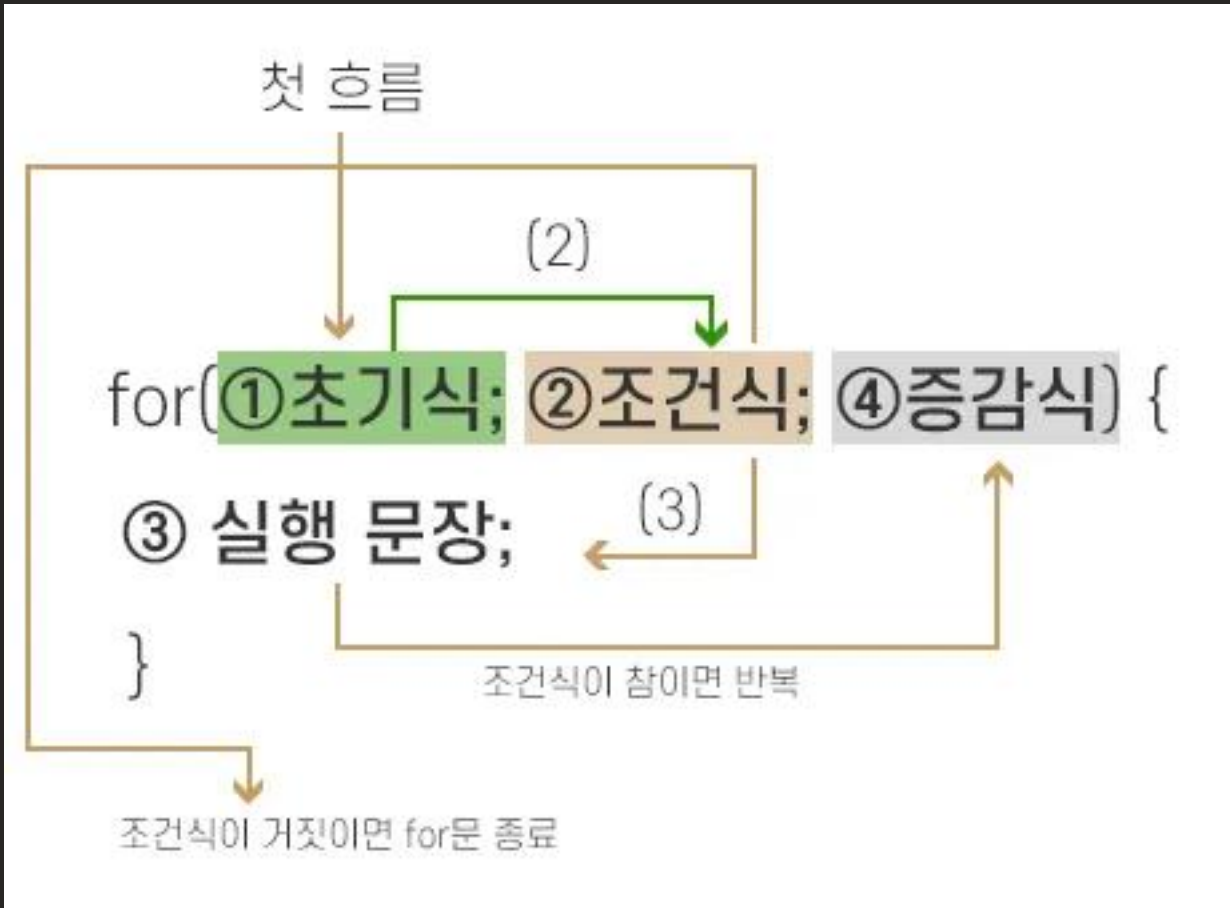 첫 흐름
(2)
for(①초기식; ②조건식; ④증감식) {
(3)
③ 실행 문장;
}
조건식이 참이면 반복
조건식이 거짓이면 for문 종료